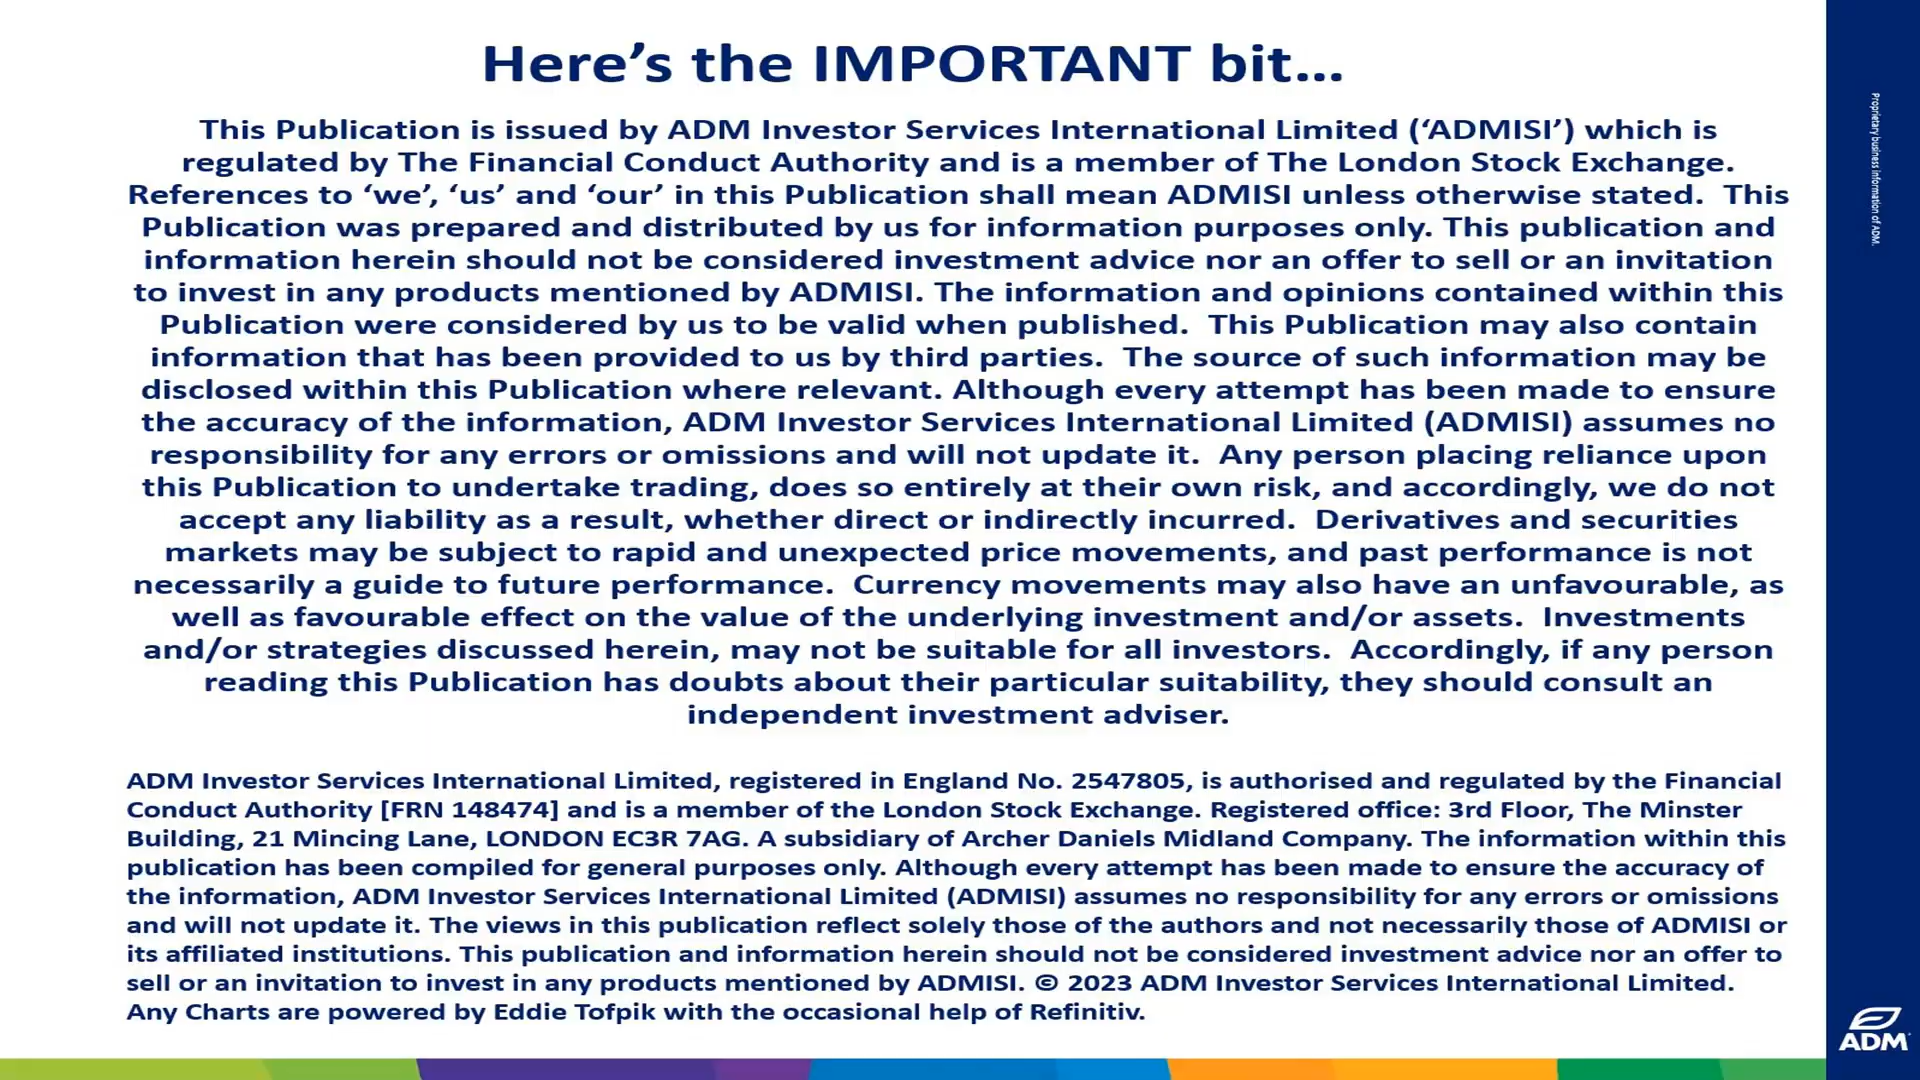 Here’s the IMPORTANT bit...
This Publication is issued by ADM Investor Services International Limited (‘ADMISI’) which is
regulated by The Financial Conduct Authority and is a member of The London Stock Exchange.
References to ‘we’, ‘us’ and ‘our’ in this Publication shall mean ADMISI unless otherwise stated.  This
Publication was prepared and distributed by us for information purposes only. This publication and
information herein should not be considered investment advice nor an offer to sell or an invitation
to invest in any products mentioned by ADMISI. The information and opinions contained within this
Publication were considered by us to be valid when published.  This Publication may also contain
information that has been provided to us by third parties.  The source of such information may be
disclosed within this Publication where relevant. Although every attempt has been made to ensure
the accuracy of the information, ADM Investor Services International Limited (ADMISI) assumes no
responsibility for any errors or omissions and will not update it.  Any person placing reliance upon
this Publication to undertake trading, does so entirely at their own risk, and accordingly, we do not
accept any liability as a result, whether direct or indirectly incurred.  Derivatives and securities
markets may be subject to rapid and unexpected price movements, and past performance is not
necessarily a guide to future performance.  Currency movements may also have an unfavourable, as
well as favourable effect on the value of the underlying investment and/or assets.  Investments
and/or strategies discussed herein, may not be suitable for all investors.  Accordingly, if any person
reading this Publication has doubts about their particular suitability, they should consult an
independent investment adviser.
ADM Investor Services International Limited, registered in England No. 2547805, is authorised and regulated by the Financial
Conduct Authority [FRN 148474] and is a member of the London Stock Exchange. Registered office: 3rd Floor, The Minster
Building, 21 Mincing Lane, LONDON EC3R 7AG. A subsidiary of Archer Daniels Midland Company. The information within this
publication has been compiled for general purposes only. Although every attempt has been made to ensure the accuracy of
the information, ADM Investor Services International Limited (ADMISI) assumes no responsibility for any errors or omissions
and will not update it. The views in this publication reflect solely those of the authors and not necessarily those of ADMISI or
its affiliated institutions. This publication and information herein should not be considered investment advice nor an offer to
sell or an invitation to invest in any products mentioned by ADMISI. © 2023 ADM Investor Services International Limited.
Any Charts are powered by Eddie Tofpik with the occasional help of Refinitiv.
Proprietary business information of ADM.
ADM